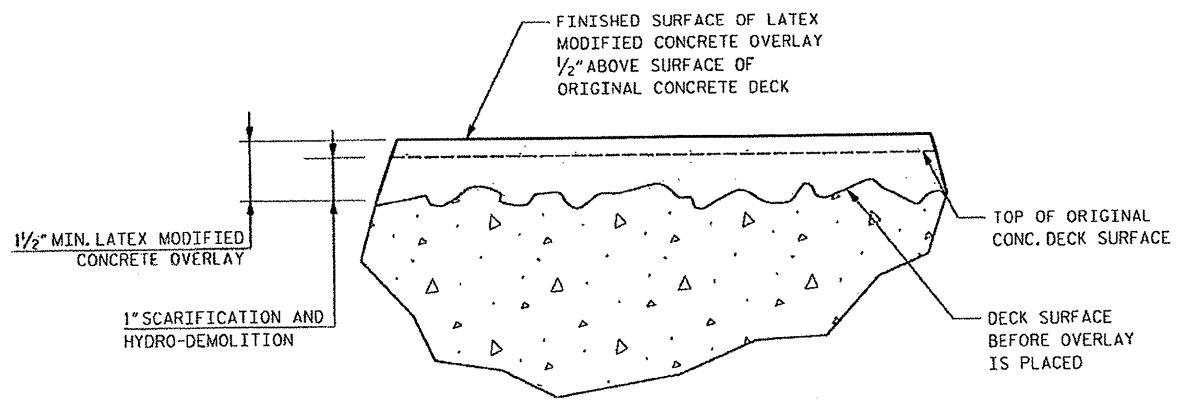 FINISHED SURFACE OF LATEX
MODIFIED CONCRETE OVERLAY
1/2" ABOVE SURFACE OF
ORIGINAL CONCRETE DECK
1 1/2" MIN. LATEX MODIFIED
CONCRETE OVERLAY
TOP OF ORIGINAL
CONC. DECK SURFACE
1" SCARIFICATION AND
HYDRO-DEMOLITION
DECK SURFACE
BEFORE OVERLAY
IS PLACED